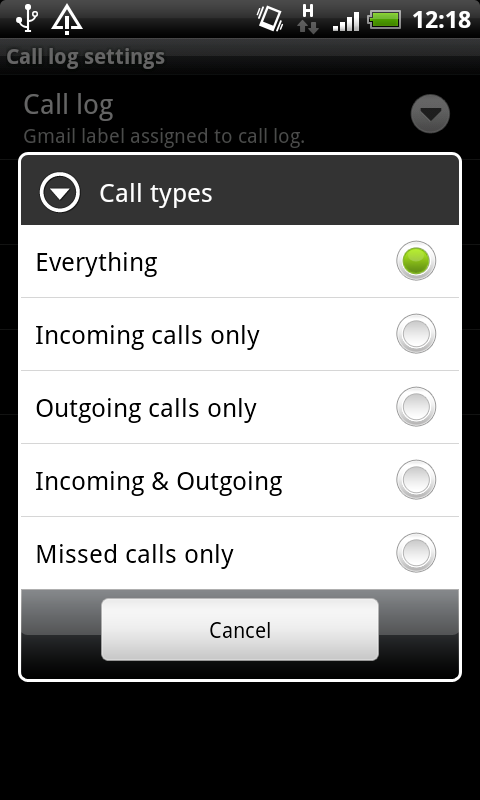 H
12:18
Call log settings
Call log
Gmail label assigned to call log.
Call types
Everything
Incoming calls only
Outgoing calls only
Incoming & Outgoing
Missed calls only
Cancel